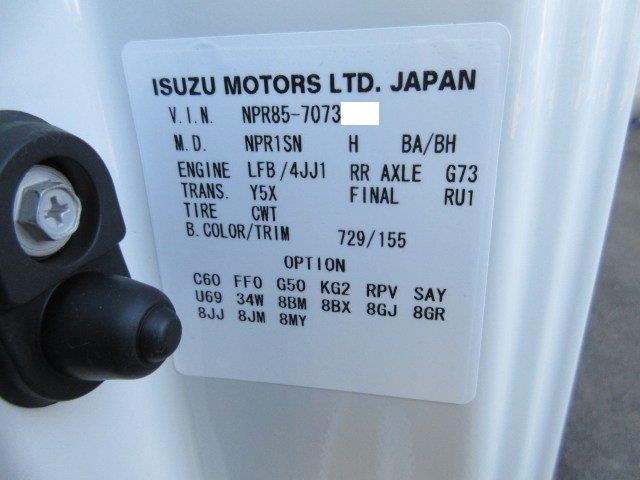 ISUZU MOTORS LTD. JAPAN
V.I.N. NPR85-7073
M.D. NPR1SN H BA/BH
ENGINE LFB/4JJ1 RR AXLE G73
TRANS. Y5X FINAL RU1
TIRE CWT
B.COLOR/TRIM 729/155
OPTION
C60 FF0 G50 KG2 RPV SAY
U69 34W 8BM 8BX 8GJ 8GR
8JJ 8JM 8MY